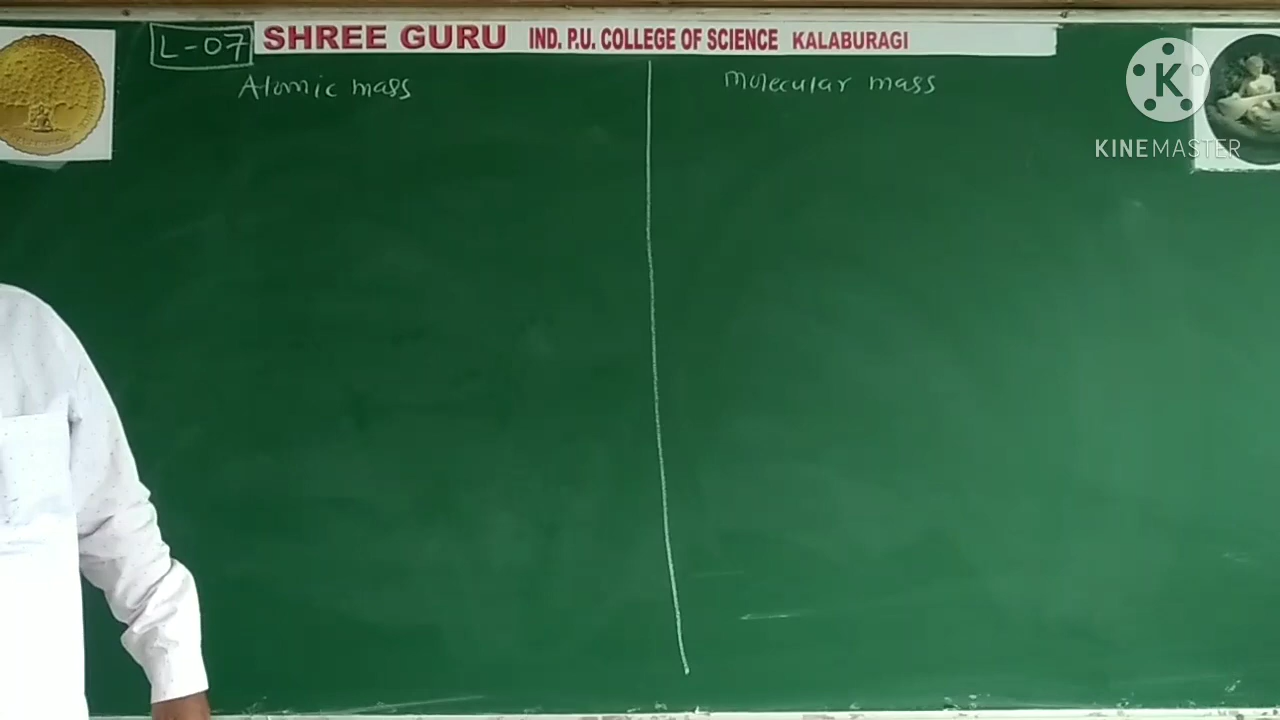 L-07
SHREE GURU IND. P.U. COLLEGE OF SCIENCE KALABURAGI
Atomic mass
Molecular mass
K
KINEMASTER